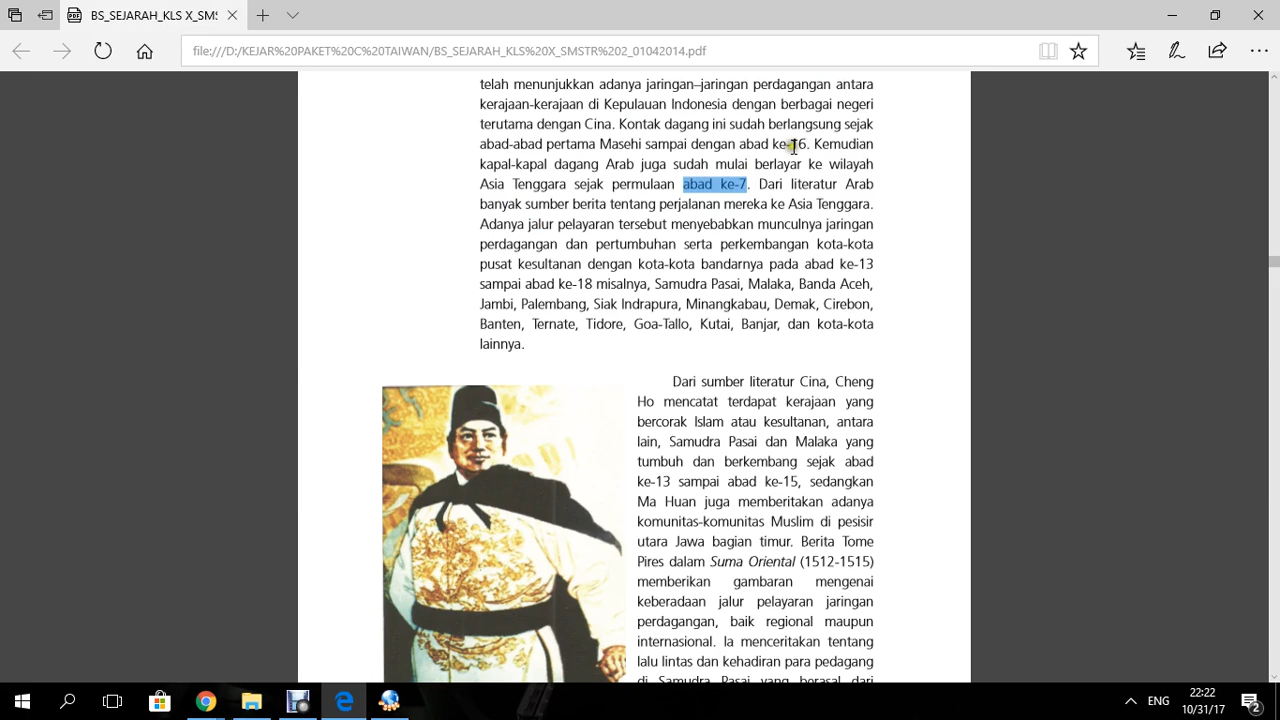 BS_SEJARAH_KLS X_SMS
file:///D:/KEJAR%20PAKET%20C%20TAIWAN/BS_SEJARAH_KLS%20X_SMSTR%202_01042014.pdf
telah menunjukkan adanya jaringan–jaringan perdagangan antara
kerajaan-kerajaan di Kepulauan Indonesia dengan berbagai negeri
terutama dengan Cina. Kontak dagang ini sudah berlangsung sejak
abad-abad pertama Masehi sampai dengan abad ke-16. Kemudian
kapal-kapal dagang Arab juga sudah mulai berlayar ke wilayah
Asia Tenggara sejak permulaan abad ke-7. Dari literatur Arab
banyak sumber berita tentang perjalanan mereka ke Asia Tenggara.
Adanya jalur pelayaran tersebut menyebabkan munculnya jaringan
perdagangan dan pertumbuhan serta perkembangan kota-kota
pusat kesultanan dengan kota-kota bandarnya pada abad ke-13
sampai abad ke-18 misalnya, Samudra Pasai, Malaka, Banda Aceh,
Jambi, Palembang, Siak Indrapura, Minangkabau, Demak, Cirebon,
Banten, Ternate, Tidore, Goa-Tallo, Kutai, Banjar, dan kota-kota
lainnya.
Dari sumber literatur Cina, Cheng
Ho mencatat terdapat kerajaan yang
bercorak Islam atau kesultanan, antara
lain, Samudra Pasai dan Malaka yang
tumbuh dan berkembang sejak abad
ke-13 sampai abad ke-15, sedangkan
Ma Huan juga memberitakan adanya
komunitas-komunitas Muslim di pesisir
utara Jawa bagian timur. Berita Tome
Pires dalam Suma Oriental (1512-1515)
memberikan gambaran mengenai
keberadaan jalur pelayaran jaringan
perdagangan, baik regional maupun
internasional. Ia menceritakan tentang
lalu lintas dan kehadiran para pedagang
di Samudra Pasai yang berasal dari
ENG
22:22
10/31/17
2